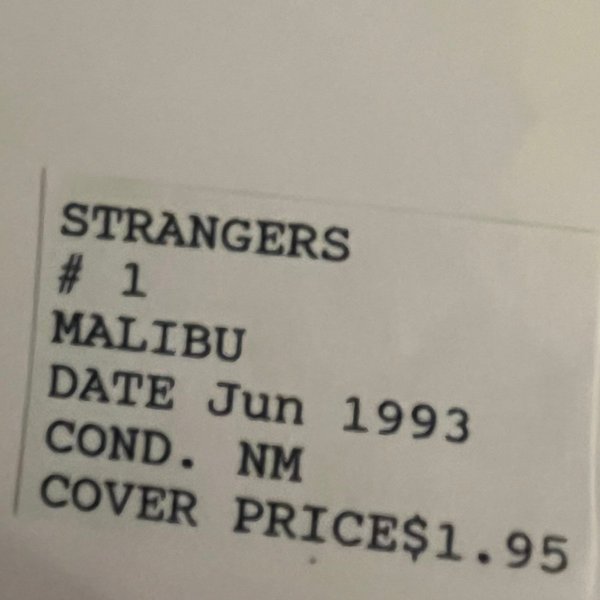 STRANGERS
# 1
MALIBU
DATE Jun 1993
COND. NM
COVER PRICE$1.95